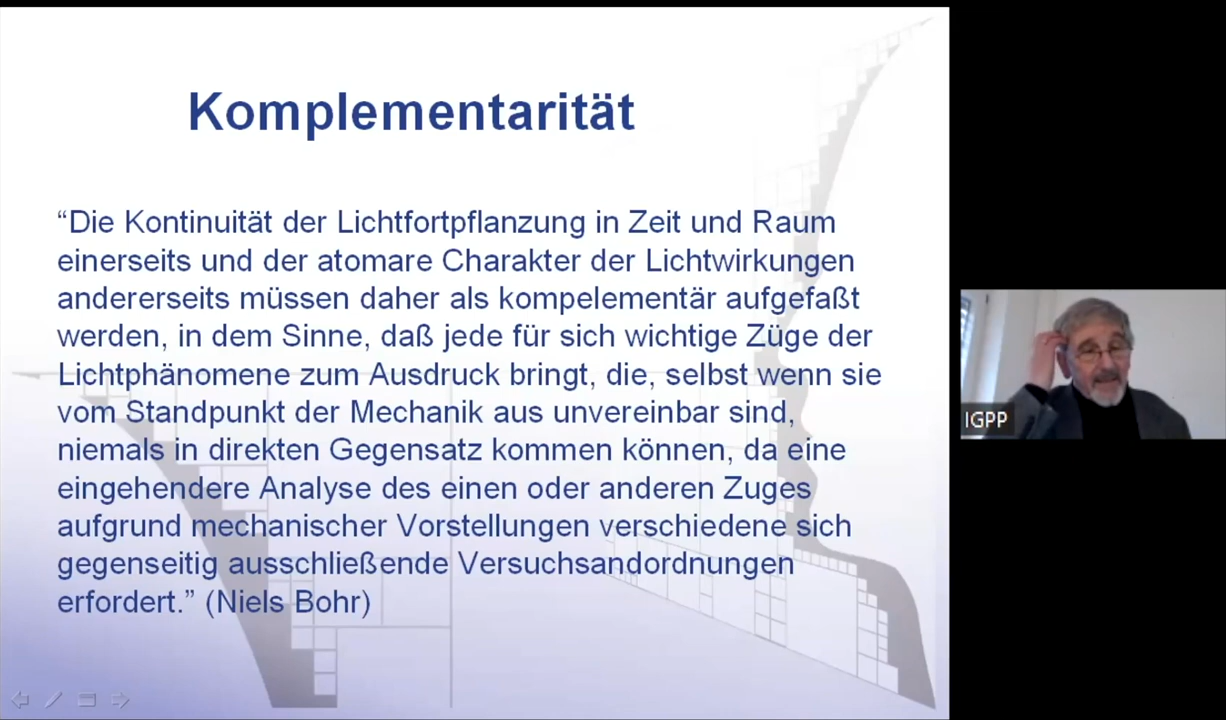 Komplementarität
“Die Kontinuität der Lichtfortpflanzung in Zeit und Raum
einerseits und der atomare Charakter der Lichtwirkungen
andererseits müssen daher als kompelementär aufgefaßt
werden, in dem Sinne, daß jede für sich wichtige Züge der
Lichtphänomene zum Ausdruck bringt, die, selbst wenn sie
vom Standpunkt der Mechanik aus unvereinbar sind,
niemals in direkten Gegensatz kommen können, da eine
eingehendere Analyse des einen oder anderen Zuges
aufgrund mechanischer Vorstellungen verschiedene sich
gegenseitig ausschließende Versuchsandordnungen
erfordert.” (Niels Bohr)
IGPP